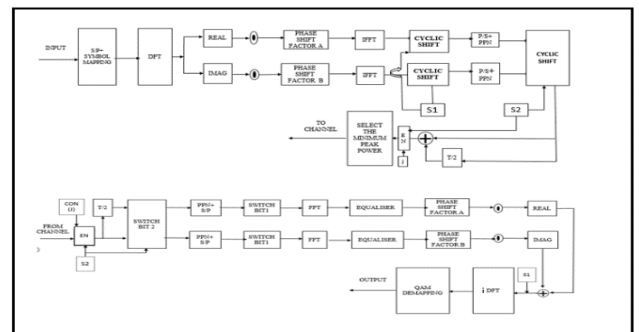 INPUT
S/P+
SYMBOL
MAPPING
DFT
REAL
IMAG
PHASE
SHIFT
FACTOR A
PHASE
SHIFT
FACTOR B
IFFT
IFFT
CYCLIC
SHIFT
CYCLIC
SHIFT
P/S+
PPN
P/S+
PPN
CYCLIC
SHIFT
S1
S2
TO
CHANNEL
SELECT
THE
MINIMUM
PEAK
POWER
E
N
J
T/2
CON
(J)
FROM
CHANNEL
EN
S2
T/2
SWITCH
BIT 2
PPN+
S/P
PPN+
S/P
SWITCH
BIT1
SWITCH
BIT1
FFT
FFT
EQUALISER
EQUALISER
PHASE
SHIFT
FACTOR A
PHASE
SHIFT
FACTOR B
REAL
IMAG
S1
OUTPUT
QAM
DEMAPPING
i DFT